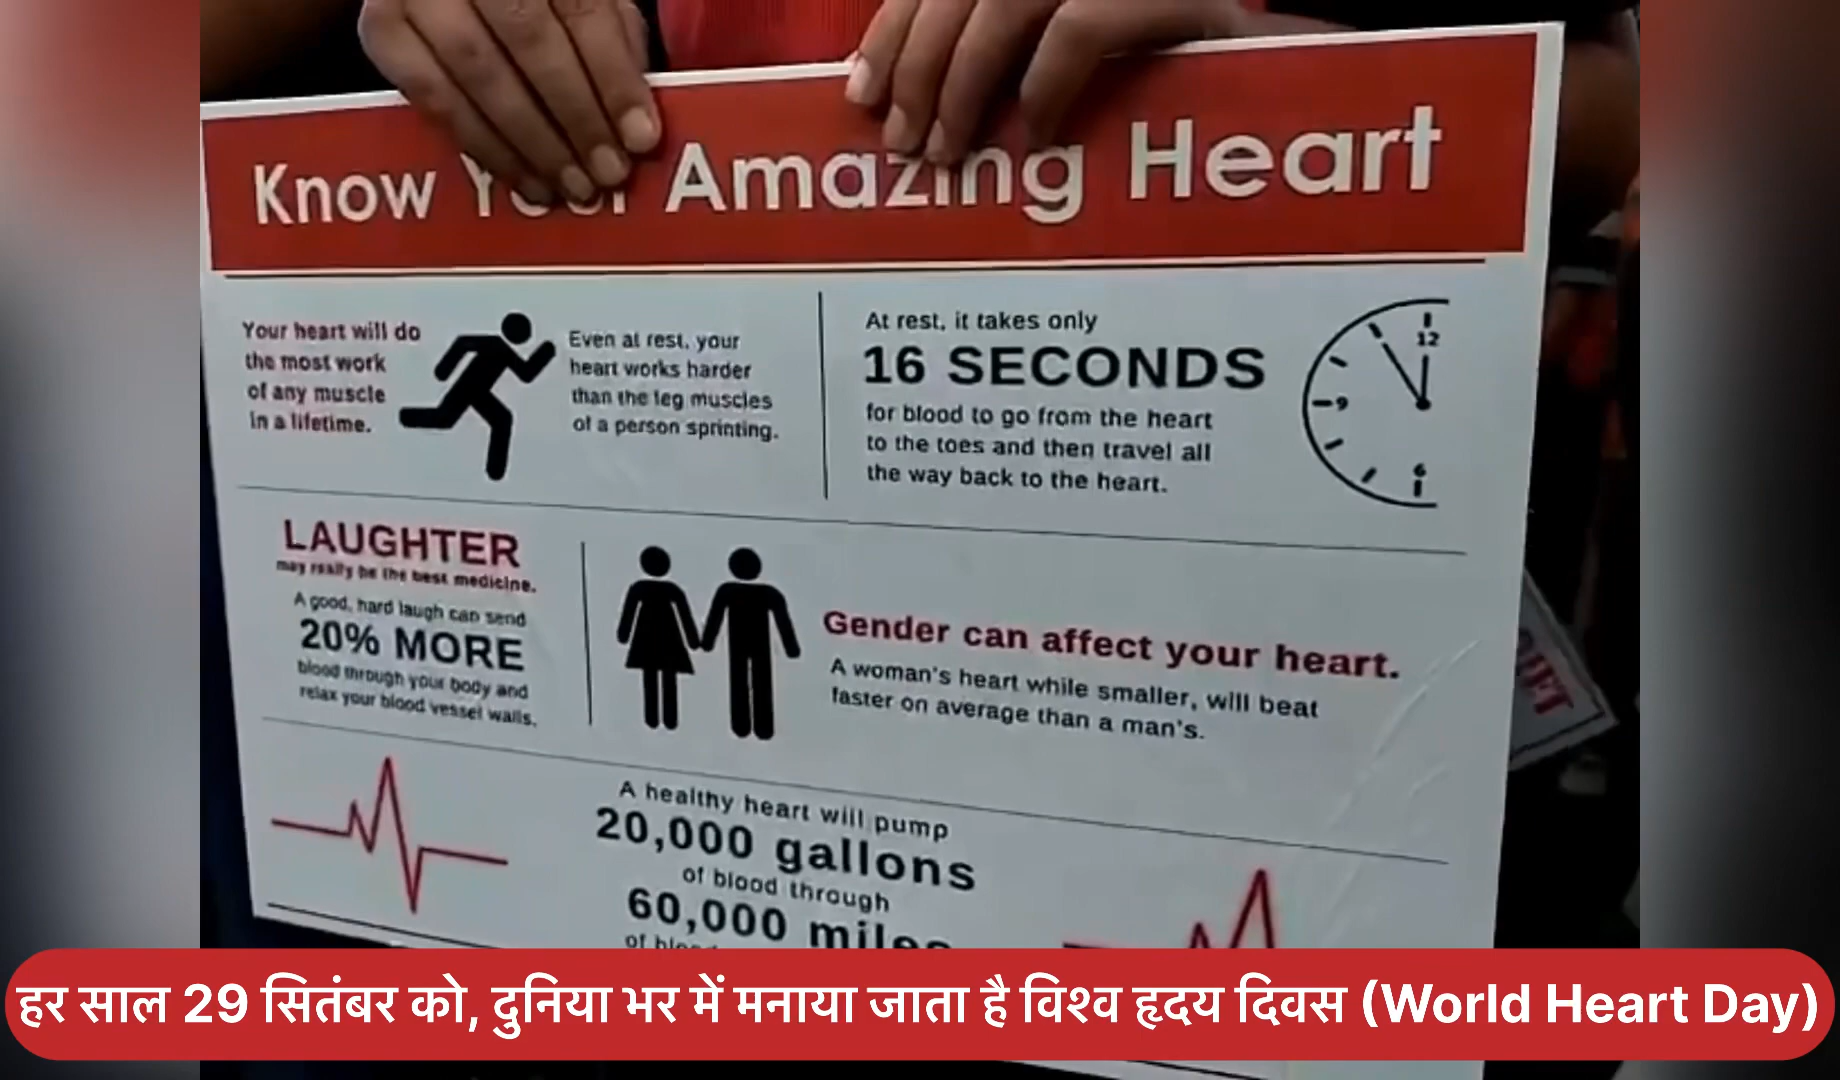 Know Your Amazing Heart
Your heart will do
the most work
of any muscle
in a lifetime.
Even at rest, your
heart works harder
than the leg muscles
of a person sprinting.
At rest, it takes only
16 SECONDS
for blood to go from the heart
to the toes and then travel all
the way back to the heart.
12
9
6
LAUGHTER
may really be the best medicine.
A good, hard laugh can send
20% MORE
blood through your body and
relax your blood vessel walls.
Gender can affect your heart.
A woman's heart while smaller, will beat
faster on average than a man's.
A healthy heart will pump
20,000 gallons
of blood through
60,000 miles
of
हर साल 29 सितंबर को, दुनिया भर में मनाया जाता है विश्व हृदय दिवस (World Heart Day)